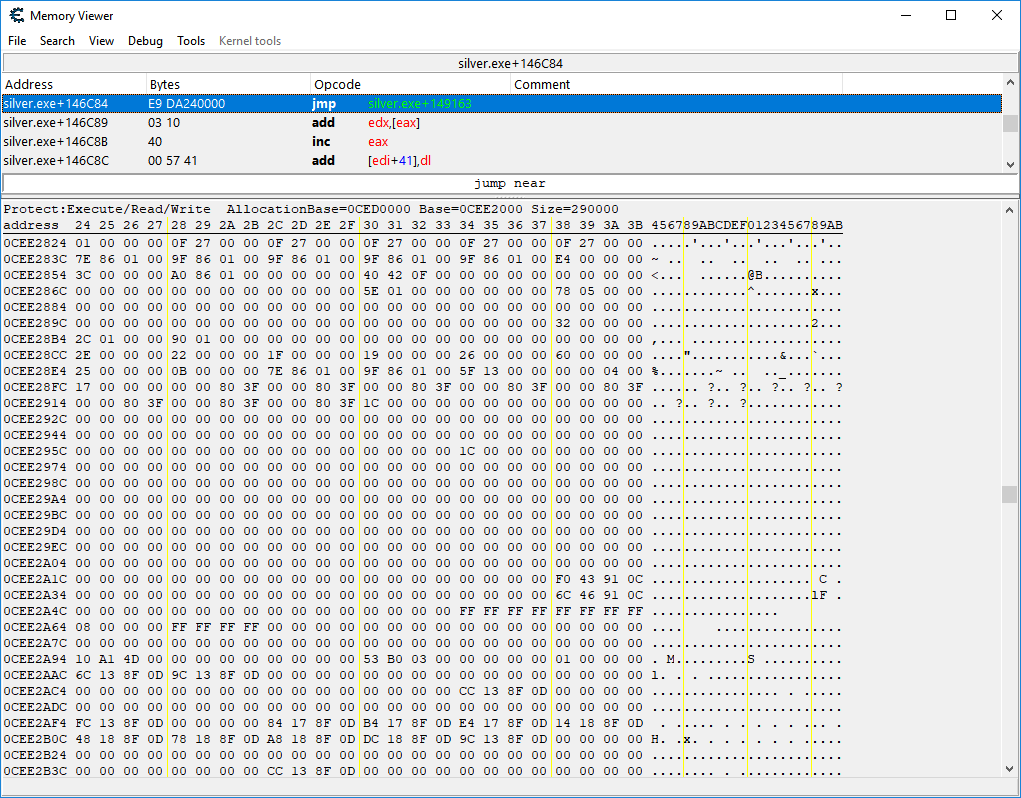 Memory Viewer
File Search View Debug Tools Kernel tools
silver.exe+146C84
Address Bytes Opcode Comment
silver.exe+146C84 E9 DA240000 jmp silver.exe+149163
silver.exe+146C89 03 10 add edx,[eax]
silver.exe+146C8B 40 inc eax
silver.exe+146C8C 00 57 41 add [edi+41],dl
jump near
Protect:Execute/Read/Write AllocationBase=0CED0000 Base=0CEE2000 Size=290000
address 24 25 26 27 28 29 2A 2B 2C 2D 2E 2F 30 31 32 33 34 35 36 37 38 39 3A 3B 456789ABCDEF0123456789AB
0CEE2824 01 00 00 00 0F 27 00 00 0F 27 00 00 0F 27 00 00 0F 27 00 00 0F 27 00 00 .....'...'...'...'...'..
0CEE283C 7E 86 01 00 9F 86 01 00 9F 86 01 00 9F 86 01 00 9F 86 01 00 E4 00 00 00 ~ ..  ..  ..  ..  .. ...
0CEE2854 3C 00 00 00 A0 86 01 00 00 00 00 00 40 42 0F 00 00 00 00 00 00 00 00 00 <...  ......@B..........
0CEE286C 00 00 00 00 00 00 00 00 00 00 00 00 5E 01 00 00 00 00 00 00 78 05 00 00 ............^.......x...
0CEE2884 00 00 00 00 00 00 00 00 00 00 00 00 00 00 00 00 00 00 00 00 00 00 00 00 ........................
0CEE289C 00 00 00 00 00 00 00 00 00 00 00 00 00 00 00 00 00 00 00 00 32 00 00 00 ....................2...
0CEE28B4 2C 01 00 00 90 01 00 00 00 00 00 00 00 00 00 00 00 00 00 00 00 00 00 00 ,... ...................
0CEE28CC 2E 00 00 00 22 00 00 00 1F 00 00 00 19 00 00 00 26 00 00 00 60 00 00 00 ...."...........&...`...
0CEE28E4 25 00 00 00 0B 00 00 00 7E 86 01 00 9F 86 01 00 5F 13 00 00 00 00 04 00 %.......~ ..  .._.......
0CEE28FC 17 00 00 00 00 00 80 3F 00 00 80 3F 00 00 80 3F 00 00 80 3F 00 00 80 3F ...... ?.. ?.. ?.. ?.. ?
0CEE2914 00 00 80 3F 00 00 80 3F 00 00 80 3F 1C 00 00 00 00 00 00 00 00 00 00 00 .. ?.. ?.. ?............
0CEE292C 00 00 00 00 00 00 00 00 00 00 00 00 00 00 00 00 00 00 00 00 00 00 00 00 ........................
0CEE2944 00 00 00 00 00 00 00 00 00 00 00 00 00 00 00 00 00 00 00 00 00 00 00 00 ........................
0CEE295C 00 00 00 00 00 00 00 00 00 00 00 00 00 00 00 00 1C 00 00 00 00 00 00 00 ........................
0CEE2974 00 00 00 00 00 00 00 00 00 00 00 00 00 00 00 00 00 00 00 00 00 00 00 00 ........................
0CEE298C 00 00 00 00 00 00 00 00 00 00 00 00 00 00 00 00 00 00 00 00 00 00 00 00 ........................
0CEE29A4 00 00 00 00 00 00 00 00 00 00 00 00 00 00 00 00 00 00 00 00 00 00 00 00 ........................
0CEE29BC 00 00 00 00 00 00 00 00 00 00 00 00 00 00 00 00 00 00 00 00 00 00 00 00 ........................
0CEE29D4 00 00 00 00 00 00 00 00 00 00 00 00 00 00 00 00 00 00 00 00 00 00 00 00 ........................
0CEE29EC 00 00 00 00 00 00 00 00 00 00 00 00 00 00 00 00 00 00 00 00 00 00 00 00 ........................
0CEE2A04 00 00 00 00 00 00 00 00 00 00 00 00 00 00 00 00 00 00 00 00 00 00 00 00 ........................
0CEE2A1C 00 00 00 00 00 00 00 00 00 00 00 00 00 00 00 00 00 00 00 00 F0 43 91 0C .................... C .
0CEE2A34 00 00 00 00 00 00 00 00 00 00 00 00 00 00 00 00 00 00 00 00 6C 46 91 0C ....................lF .
0CEE2A4C 00 00 00 00 00 00 00 00 00 00 00 00 00 00 00 00 FF FF FF FF FF FF FF FF ................
0CEE2A64 08 00 00 00 FF FF FF FF 00 00 00 00 00 00 00 00 00 00 00 00 00 00 00 00 ....    ................
0CEE2A7C 00 00 00 00 00 00 00 00 00 00 00 00 00 00 00 00 00 00 00 00 00 00 00 00 ........................
0CEE2A94 10 A1 4D 00 00 00 00 00 00 00 00 00 53 B0 03 00 00 00 00 00 01 00 00 00 . M.........S ..........
0CEE2AAC 6C 13 8F 0D 9C 13 8F 0D 00 00 00 00 00 00 00 00 00 00 00 00 00 00 00 00 l. . . .................
0CEE2AC4 00 00 00 00 00 00 00 00 00 00 00 00 00 00 00 00 CC 13 8F 0D 00 00 00 00 ................ . .....
0CEE2ADC 00 00 00 00 00 00 00 00 00 00 00 00 00 00 00 00 00 00 00 00 00 00 00 00 ........................
0CEE2AF4 FC 13 8F 0D 00 00 00 00 84 17 8F 0D B4 17 8F 0D E4 17 8F 0D 14 18 8F 0D  . ..... . . . . . ... .
0CEE2B0C 48 18 8F 0D 78 18 8F 0D A8 18 8F 0D DC 18 8F 0D 9C 13 8F 0D 00 00 00 00 H. .x. . . . . . . .....
0CEE2B24 00 00 00 00 00 00 00 00 00 00 00 00 00 00 00 00 00 00 00 00 00 00 00 00 ........................
0CEE2B3C 00 00 00 00 00 00 00 00 CC 13 8F 0D 00 00 00 00 00 00 00 00 00 00 00 00 ........ . .............